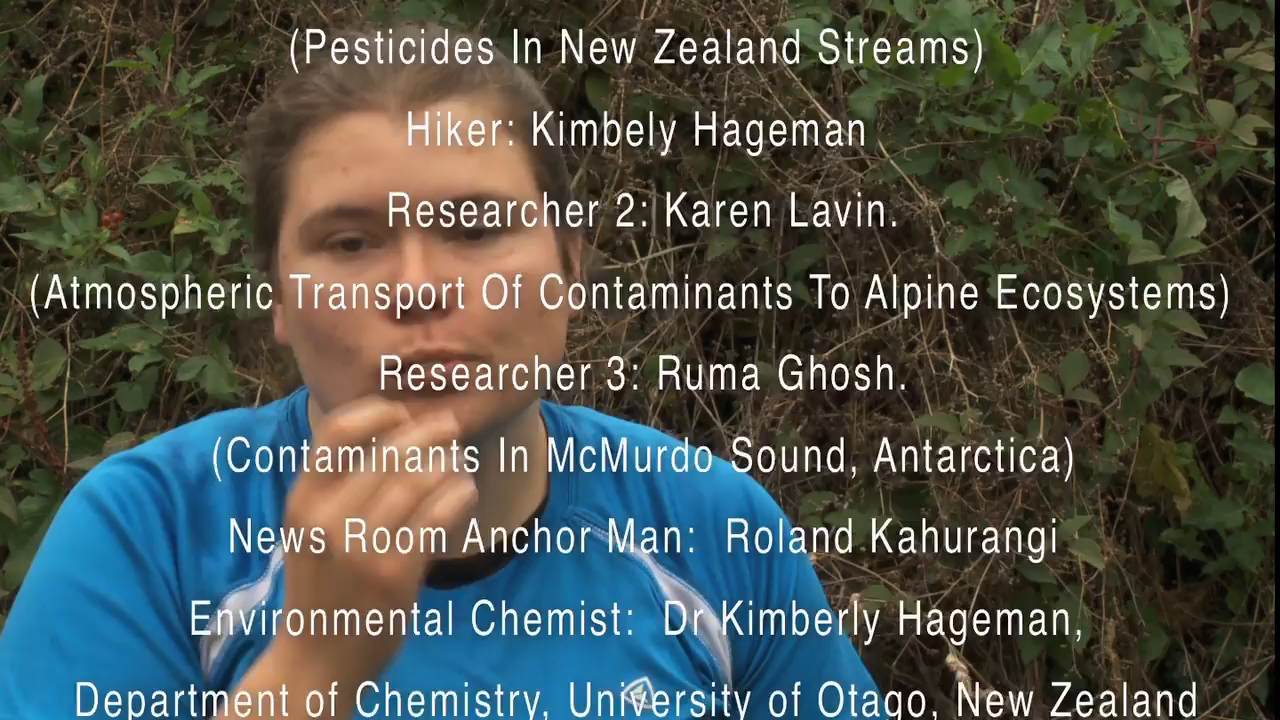 (Pesticides In New Zealand Streams)
Hiker: Kimbely Hageman
Researcher 2: Karen Lavin.
(Atmospheric Transport Of Contaminants To Alpine Ecosystems)
Researcher 3: Ruma Ghosh.
(Contaminants In McMurdo Sound, Antarctica)
News Room Anchor Man:  Roland Kahurangi
Environmental Chemist:  Dr Kimberly Hageman,
Department of Chemistry, University of Otago, New Zealand